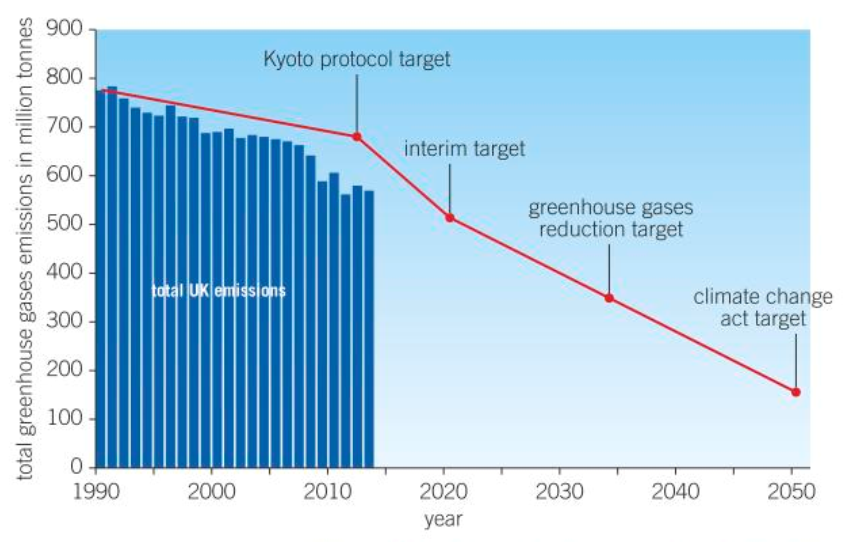 total greenhouse gases emissions in million tonnes
900
800
700
600
500
400
300
200
100
0
Kyoto protocol target
interim target
greenhouse gases
reduction target
climate change
act target
total UK emissions
1990 2000 2010 2020 2030 2040 2050
year